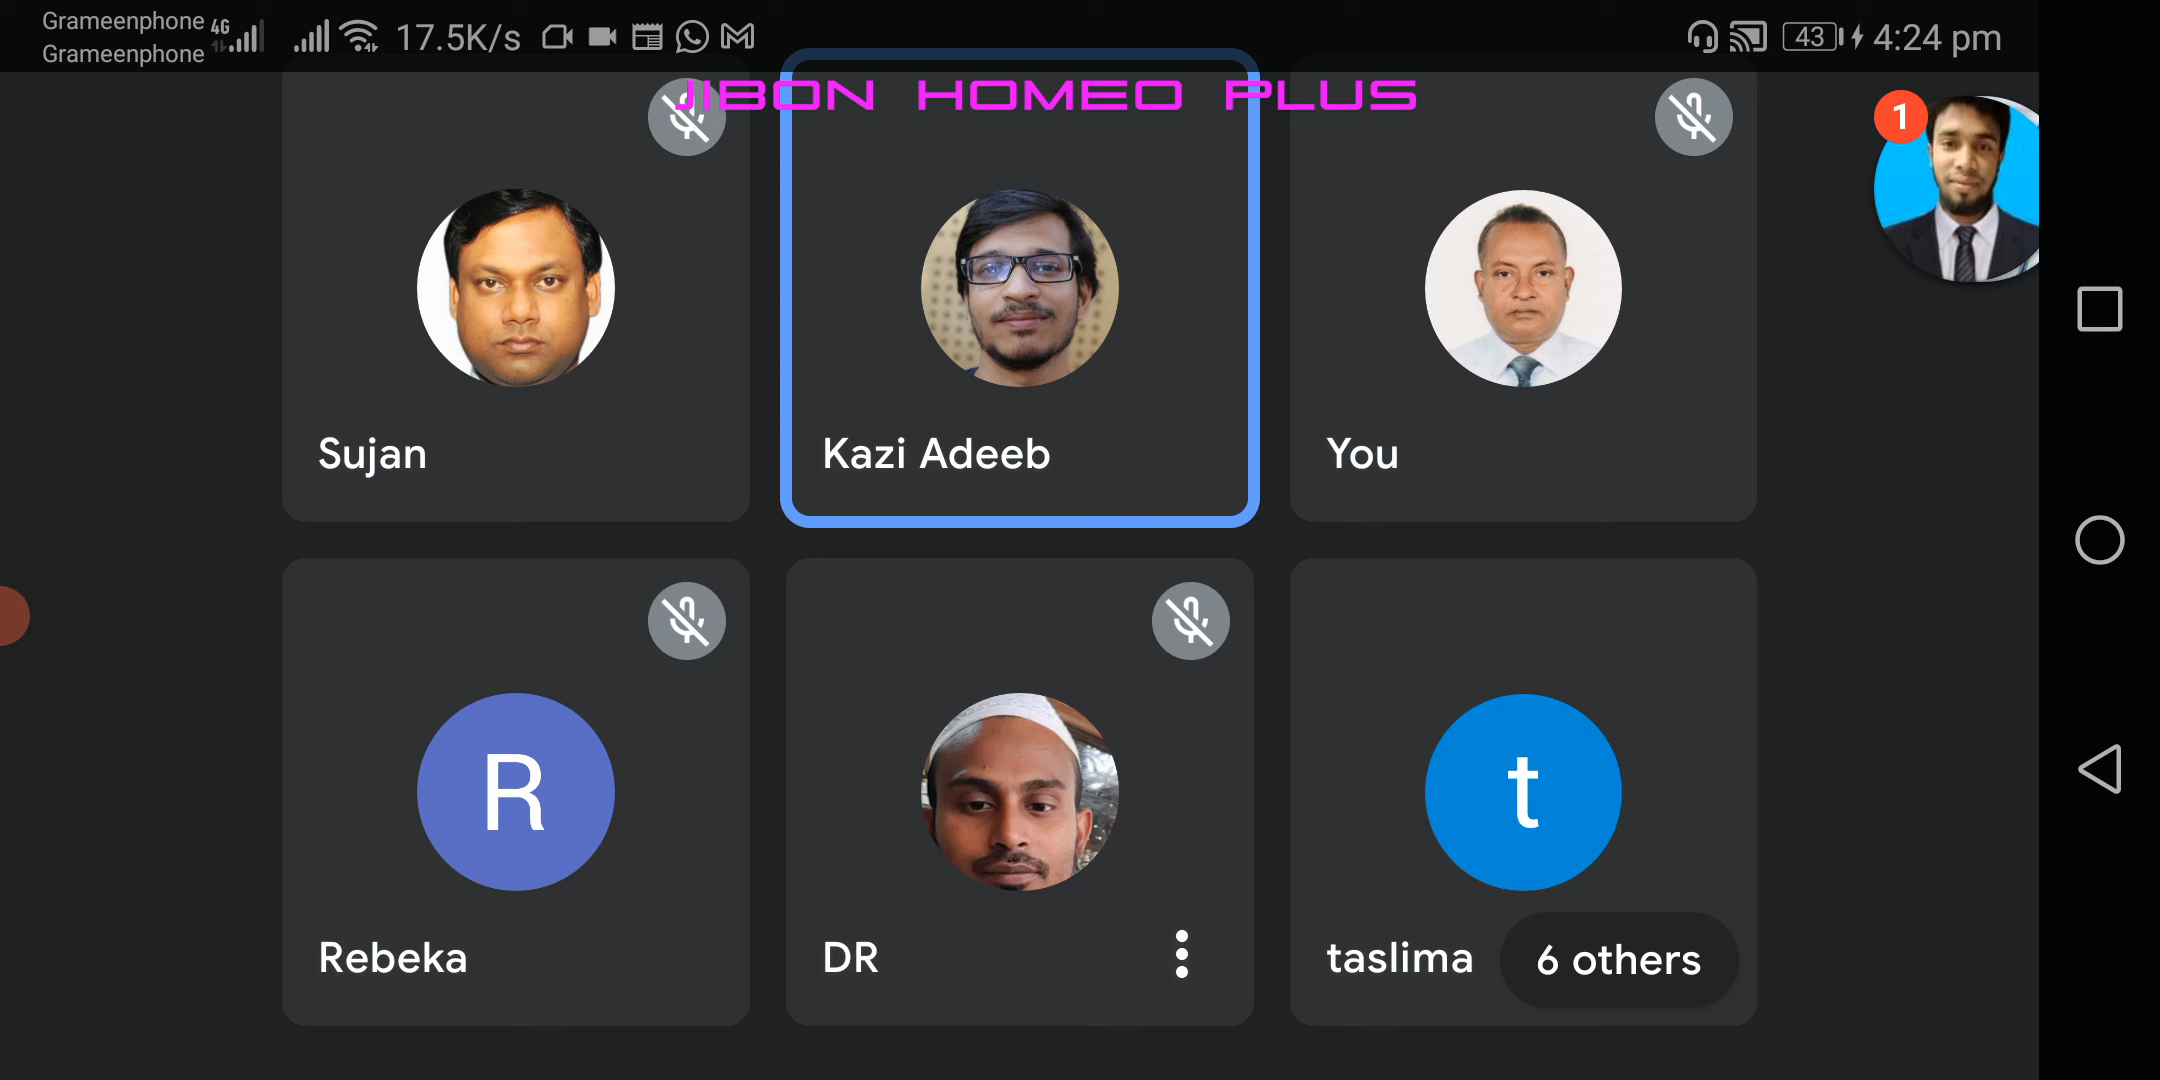 Grameenphone 4G
Grameenphone
17.5K/s
43
4:24 pm
JIBON HOMEO PLUS
1
Sujan
Kazi Adeeb
You
R
t
Rebeka
DR
taslima
6 others